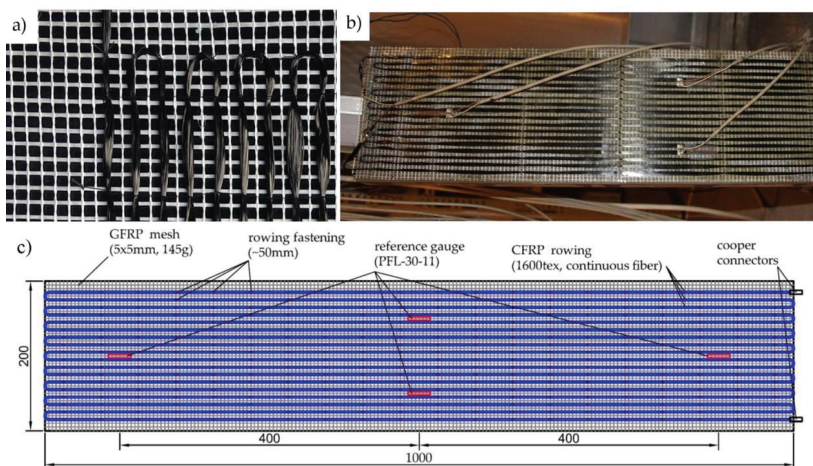 a)
b)
c)
GFRP mesh
(5x5mm, 145g)
rowing fastening
(~50mm)
reference gauge
(PFL-30-11)
CFRP rowing
(1600tex, continuous fiber)
cooper
connectors
200
400
400
1000